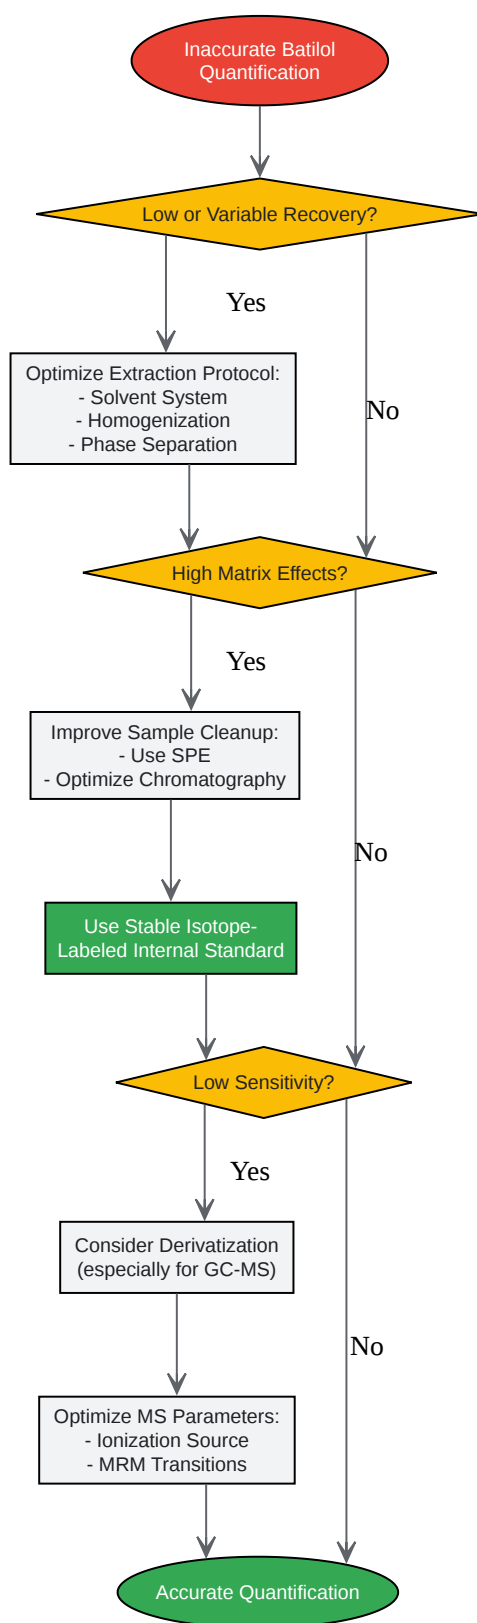 Inaccurate Batilol
Quantification
Low or Variable Recovery?
Yes
Optimize Extraction Protocol:
- Solvent System
- Homogenization
- Phase Separation
No
High Matrix Effects?
Yes
Improve Sample Cleanup:
- Use SPE
- Optimize Chromatography
No
Use Stable Isotope-
Labeled Internal Standard
Low Sensitivity?
Yes
Consider Derivatization
(especially for GC-MS)
No
Optimize MS Parameters:
- Ionization Source
- MRM Transitions
Accurate Quantification